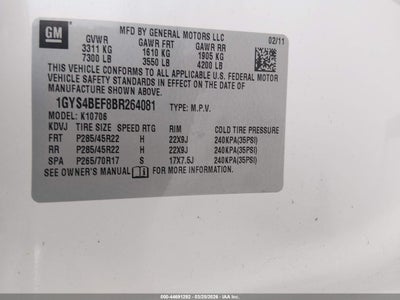 GM
MFD BY GENERAL MOTORS LLC
02/11
GVWR GAWR FRT GAWR RR
3311 KG 1610 KG 1905 KG
7300 LB 3550 LB 4200 LB
THIS VEHICLE CONFORMS TO ALL APPLICABLE U.S. FEDERAL MOTOR
VEHICLE SAFETY AND THEFT PREVENTION STANDARDS IN EFFECT ON THE DATE OF
MANUFACTURE SHOWN ABOVE.
1GYS4BEF8BR264081 TYPE: M.P.V.
MODEL: K10706
KDVJ TIRE SIZE SPEED RTG RIM COLD TIRE PRESSURE
FRT P285/45R22 H 22X9J 240KPA(35PSI)
RR P285/45R22 H 22X9J 240KPA(35PSI)
SPA P265/70R17 17X7.5J 240KPA(35PSI)
SEE OWNER'S MANUAL FOR MORE INFORMATION.